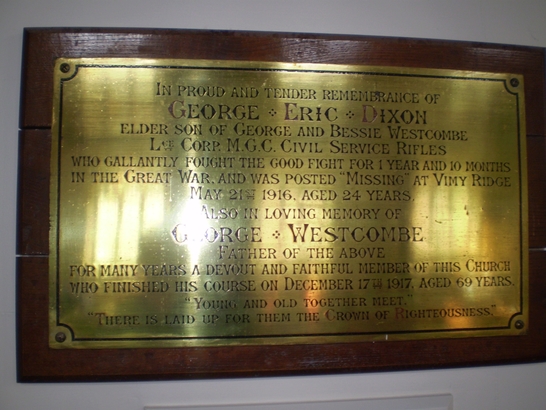 In proud and tender remembrance of
George Eric Dixon
elder son of George and Bessie Westcombe
Lce Corp. M.G.C. Civil Service Rifles
who gallantly fought the good fight for 1 year and 10 months
in the Great War, and was posted "Missing" at Vimy Ridge
May 21st 1916, aged 24 years.
Also in loving memory of
George Westcombe
Father of the above
for many years a devout and faithful member of this Church
who finished his course on December 17th 1917, aged 69 years.
"Young and old together meet."
"There is laid up for them the Crown of Righteousness."